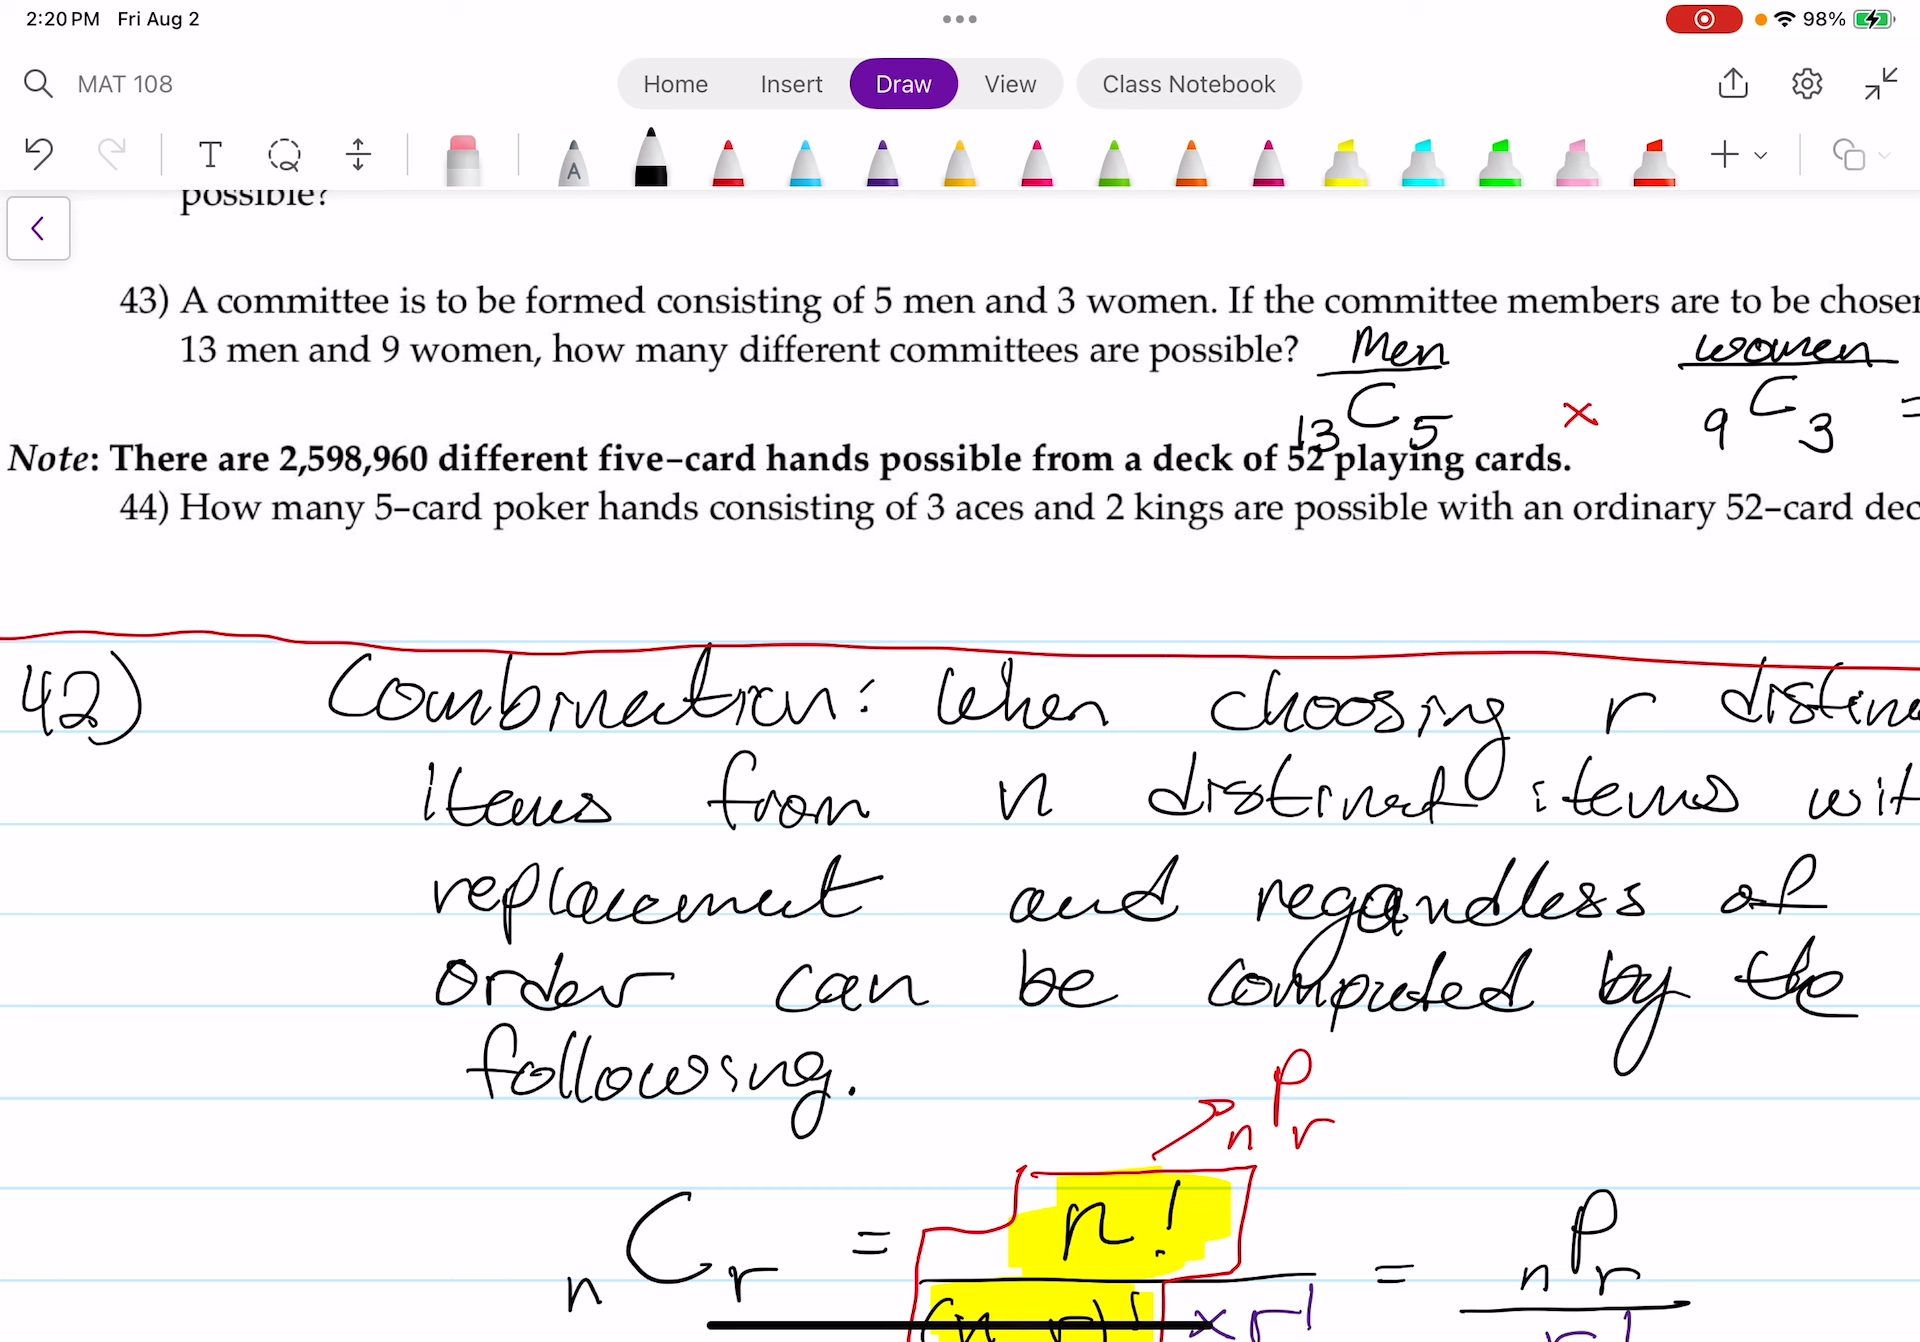 2:20 PM Fri Aug 2
98%
MAT 108
Home Insert Draw View Class Notebook
T
A
possible?
43) A committee is to be formed consisting of 5 men and 3 women. If the committee members are to be chosen
13 men and 9 women, how many different committees are possible? Men women
13C5 × 9C3 =
Note: There are 2,598,960 different five-card hands possible from a deck of 52 playing cards.
44) How many 5-card poker hands consisting of 3 aces and 2 kings are possible with an ordinary 52-card dec
42) Combination: When choosing r distinc
items from n distinct items wit
replacement and regardless of
order can be computed by the
following.
nPr
nCr = n! / (n-r)! × r! = nPr / r!